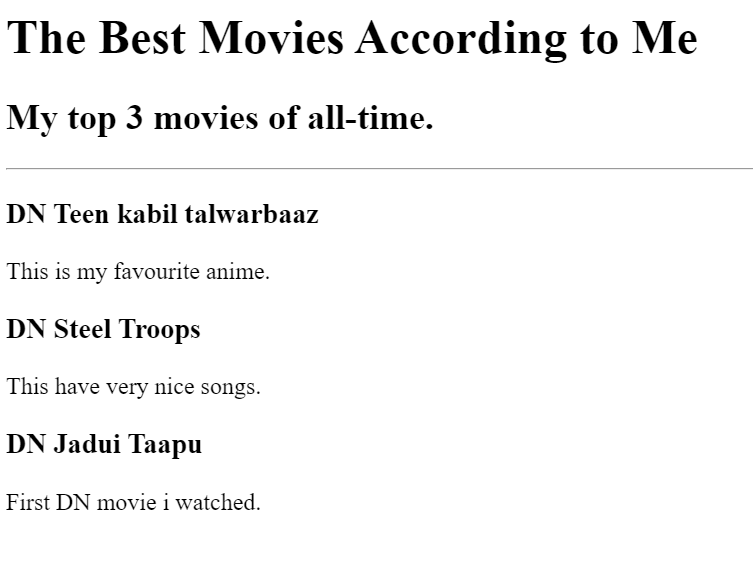 The Best Movies According to Me
My top 3 movies of all-time.
DN Teen kabil talwarbaaz
This is my favourite anime.
DN Steel Troops
This have very nice songs.
DN Jadui Taapu
First DN movie i watched.